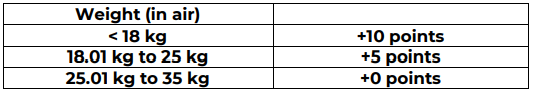 Weight (in air)
< 18 kg +10 points
18.01 kg to 25 kg +5 points
25.01 kg to 35 kg +0 points